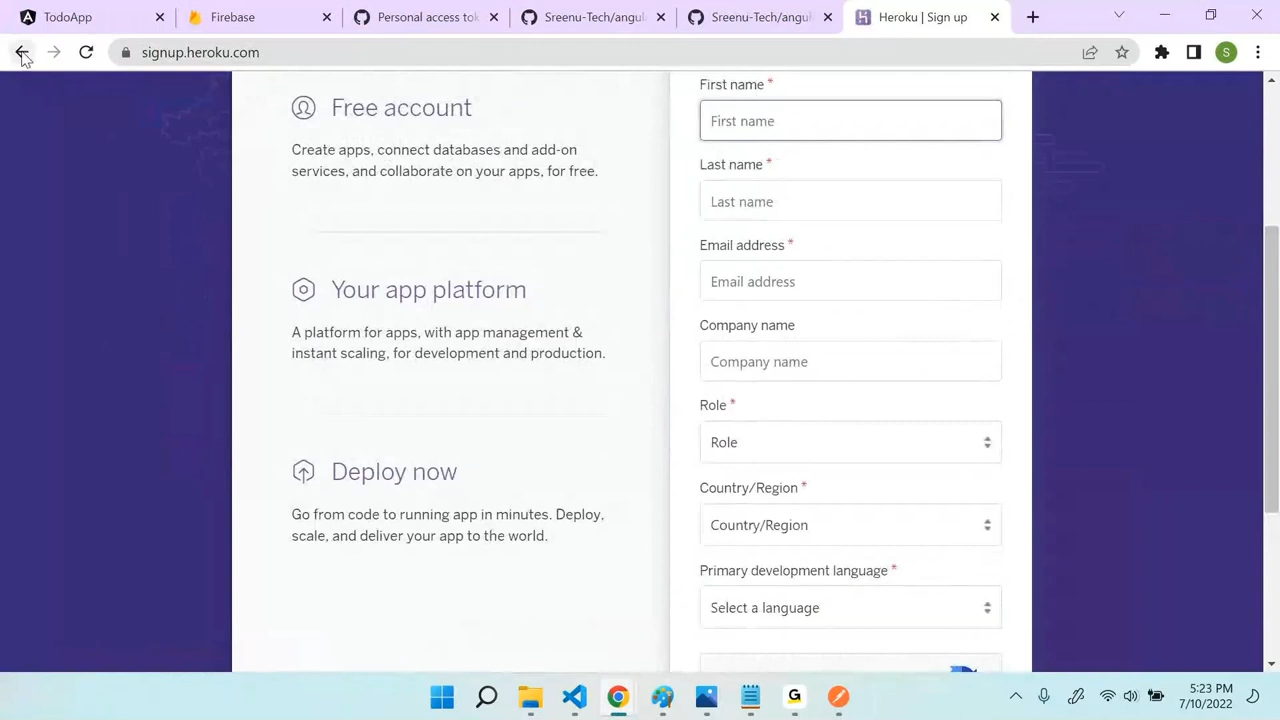 TodoApp
Firebase
Personal access tok
Sreenu-Tech/angul
Sreenu-Tech/angul
Heroku | Sign up
signup.heroku.com
S
Free account
Create apps, connect databases and add-on
services, and collaborate on your apps, for free.
Your app platform
A platform for apps, with app management &
instant scaling, for development and production.
Deploy now
Go from code to running app in minutes. Deploy,
scale, and deliver your app to the world.
First name *
First name
Last name *
Last name
Email address *
Email address
Company name
Company name
Role *
Role
Country/Region *
Country/Region
Primary development language *
Select a language
G
5:23 PM
7/10/2022